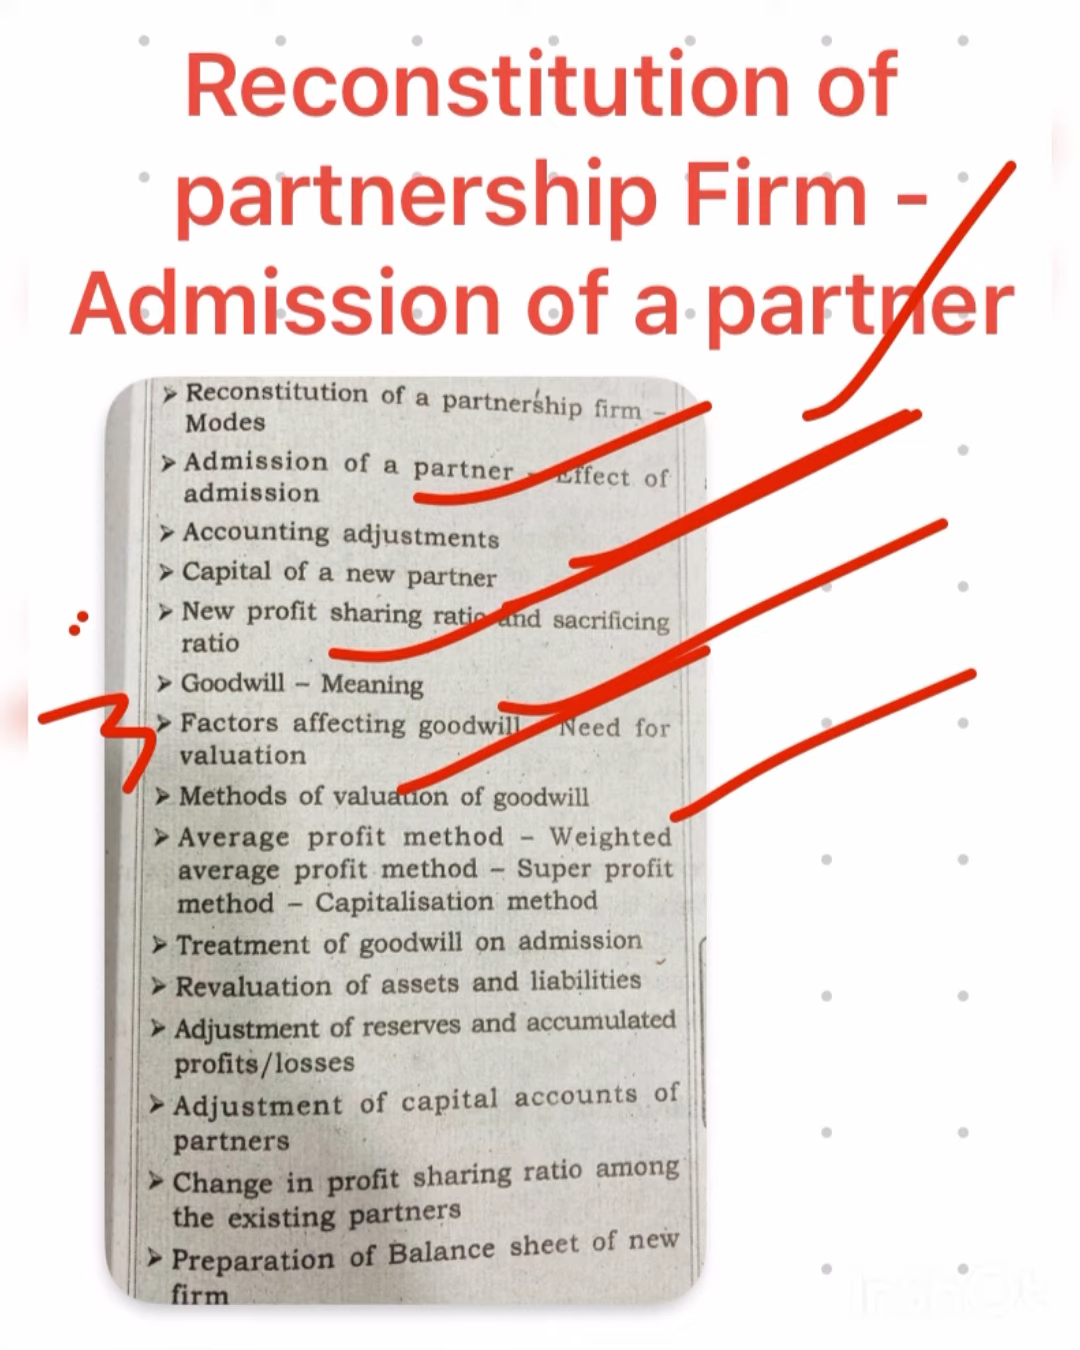 Reconstitution of
partnership Firm -
Admission of a partner
➢ Reconstitution of a partnership firm –
Modes
➢ Admission of a partner – Effect of
admission
➢ Accounting adjustments
➢ Capital of a new partner
➢ New profit sharing ratio and sacrificing
ratio
➢ Goodwill – Meaning
➢ Factors affecting goodwill – Need for
valuation
➢ Methods of valuation of goodwill
➢ Average profit method – Weighted
average profit method – Super profit
method – Capitalisation method
➢ Treatment of goodwill on admission
➢ Revaluation of assets and liabilities
➢ Adjustment of reserves and accumulated
profits/losses
➢ Adjustment of capital accounts of
partners
➢ Change in profit sharing ratio among
the existing partners
➢ Preparation of Balance sheet of new
firm